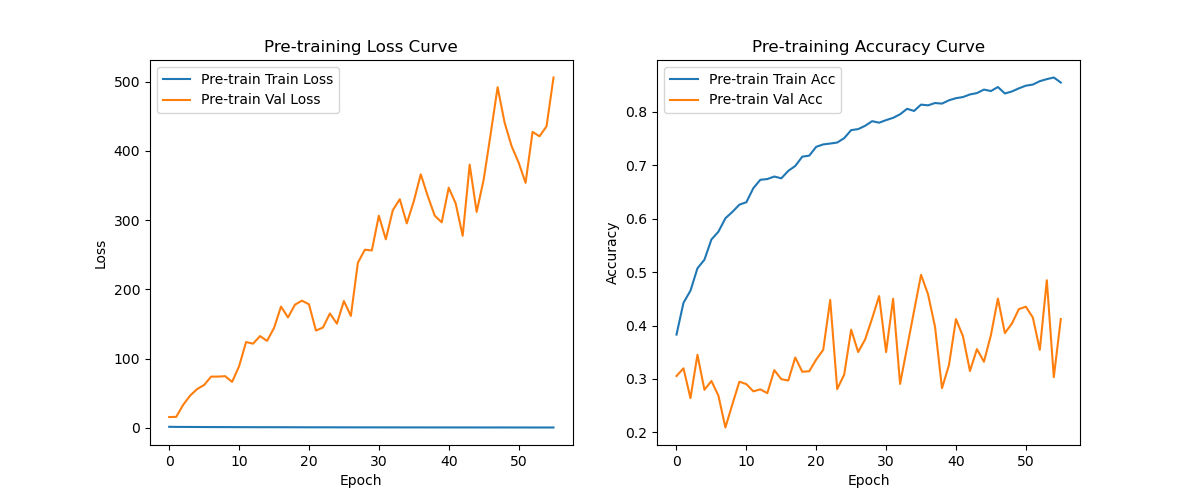 Pre-training Loss Curve
Pre-train Train Loss
Pre-train Val Loss
500
400
300
200
100
0
Loss
0 10 20 30 40 50
Epoch
Pre-training Accuracy Curve
Pre-train Train Acc
Pre-train Val Acc
0.8
0.7
0.6
0.5
0.4
0.3
0.2
Accuracy
0 10 20 30 40 50
Epoch